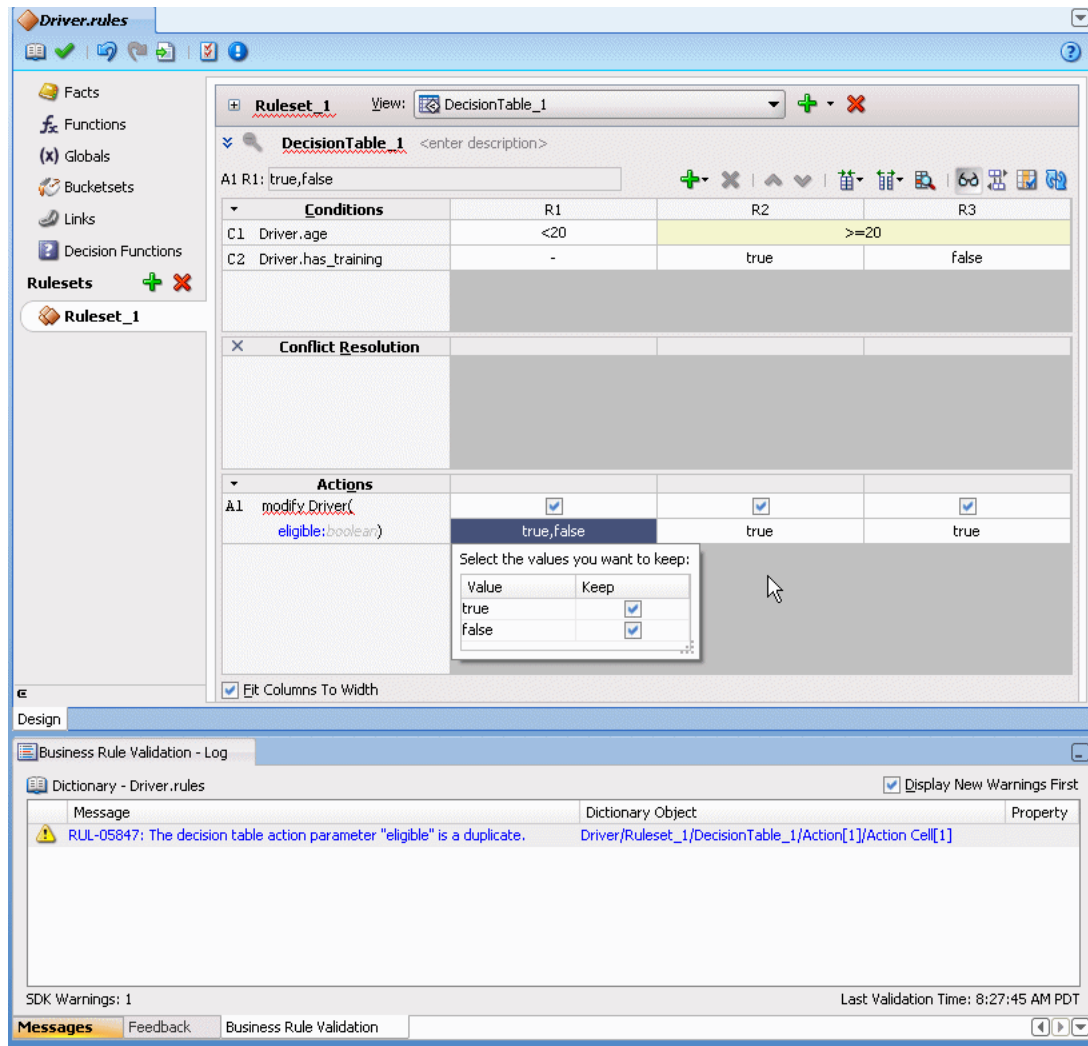 Driver.rules
Facts
fx Functions
(x) Globals
Bucketsets
Links
Decision Functions
Rulesets
Ruleset_1
Ruleset_1 View: DecisionTable_1
DecisionTable_1 <enter description>
A1 R1: true,false
Conditions R1 R2 R3
C1 Driver.age <20 >=20
C2 Driver.has_training - true false
Conflict Resolution
Actions
A1 modify Driver(
eligible:boolean) true,false true true
Select the values you want to keep:
Value Keep
true
false
Fit Columns To Width
Design
Business Rule Validation - Log
Dictionary - Driver.rules Display New Warnings First
Message Dictionary Object Property
RUL-05847: The decision table action parameter "eligible" is a duplicate. Driver/Ruleset_1/DecisionTable_1/Action[1]/Action Cell[1]
SDK Warnings: 1 Last Validation Time: 8:27:45 AM PDT
Messages Feedback Business Rule Validation